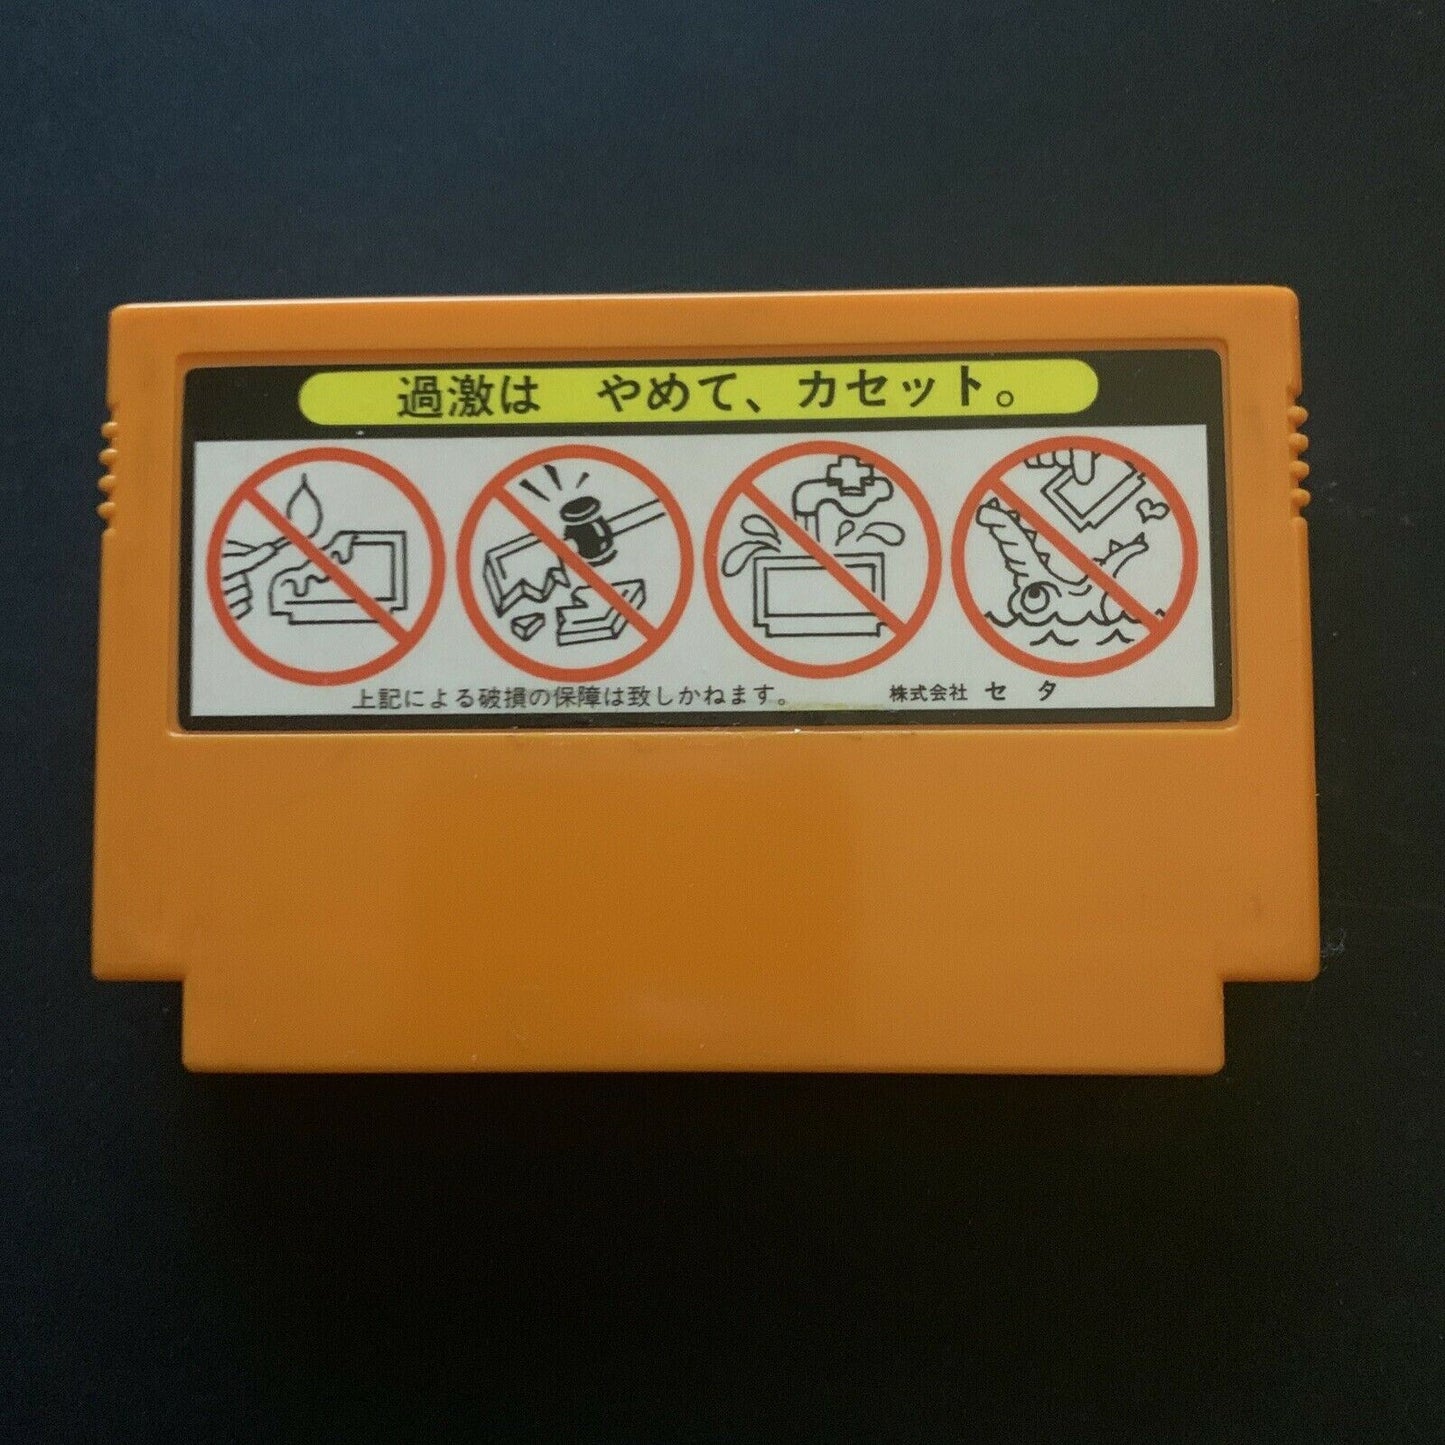 過激は　やめて、カセット。
上記による破損の保障は致しかねます。　株式会社 セ タ